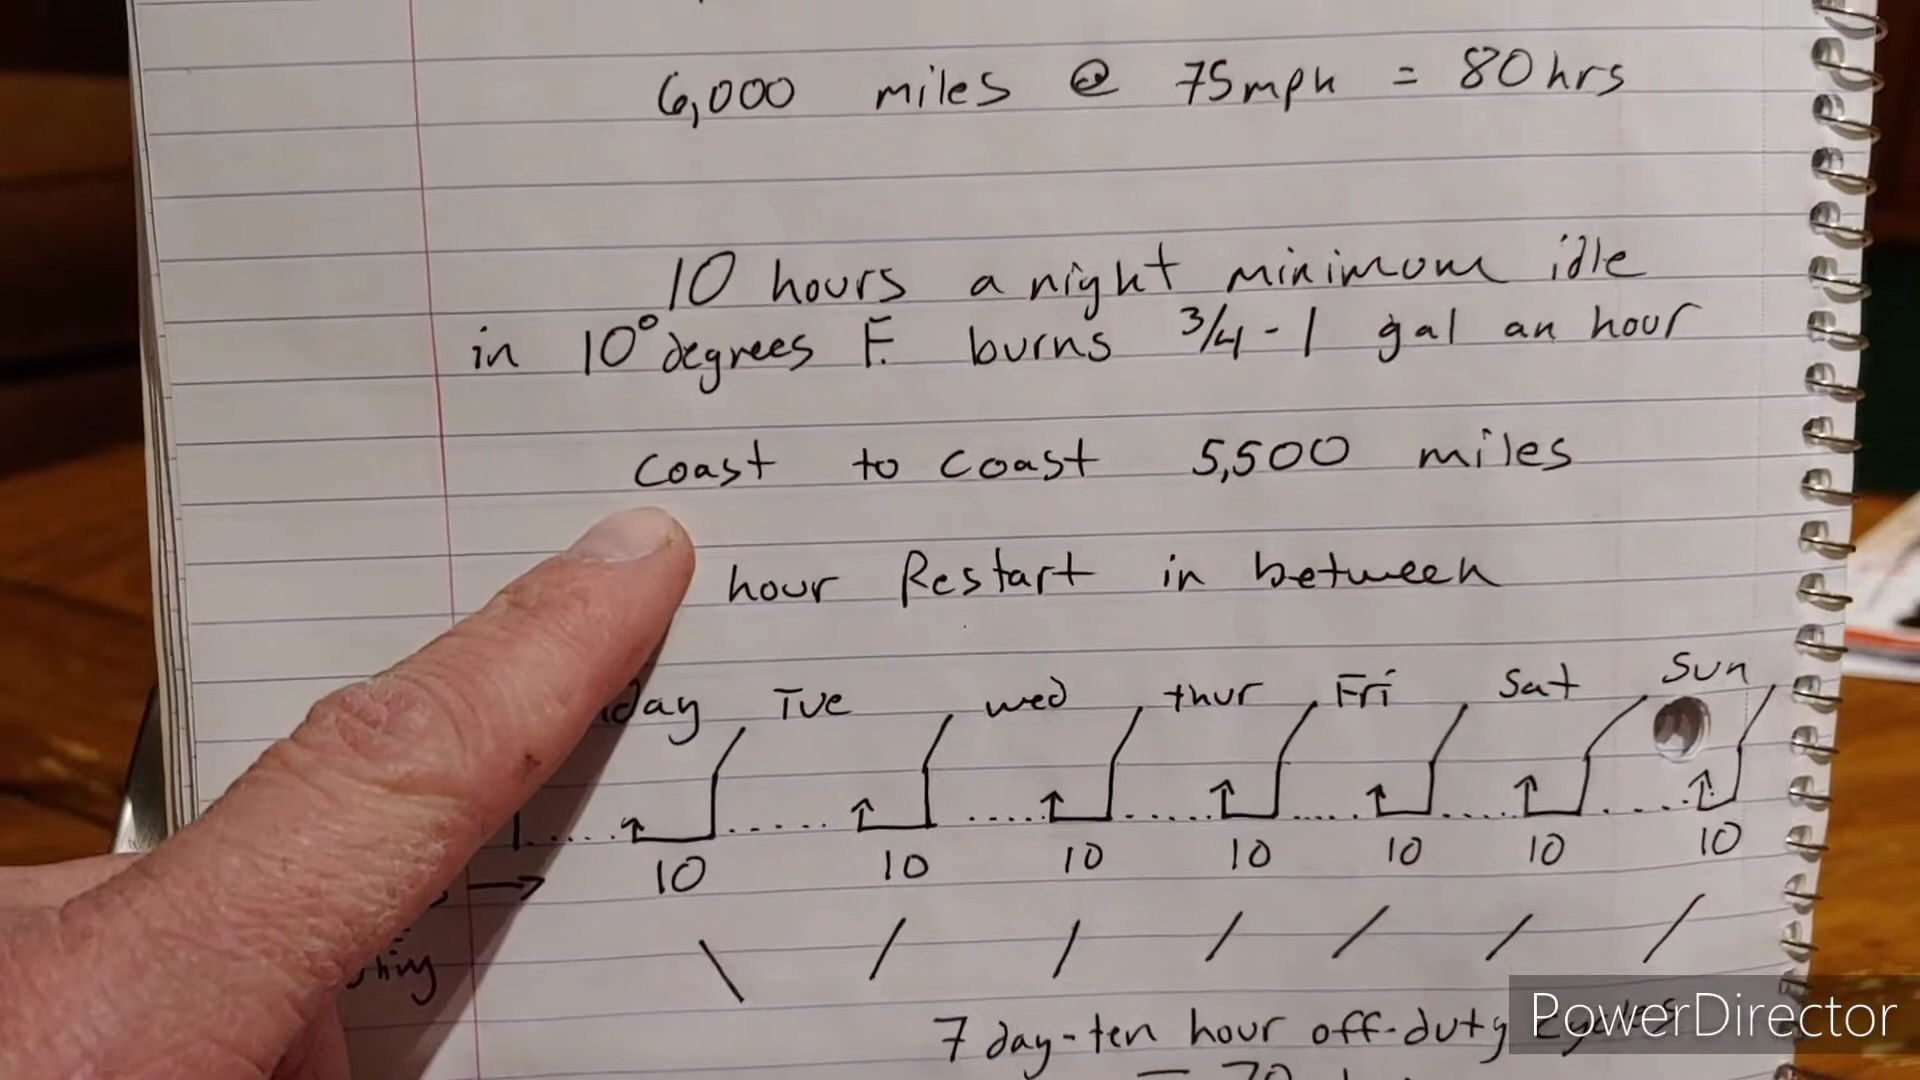 6,000 miles @ 75mph = 80hrs
10 hours a night minimum idle
in 10° degrees F. burns 3/4-1 gal an hour
coast to coast 5,500 miles
hour Restart in between
day Tue wed thur Fri Sat Sun
10 10 10 10 10 10 10
7 day-ten hour off-duty
PowerDirector